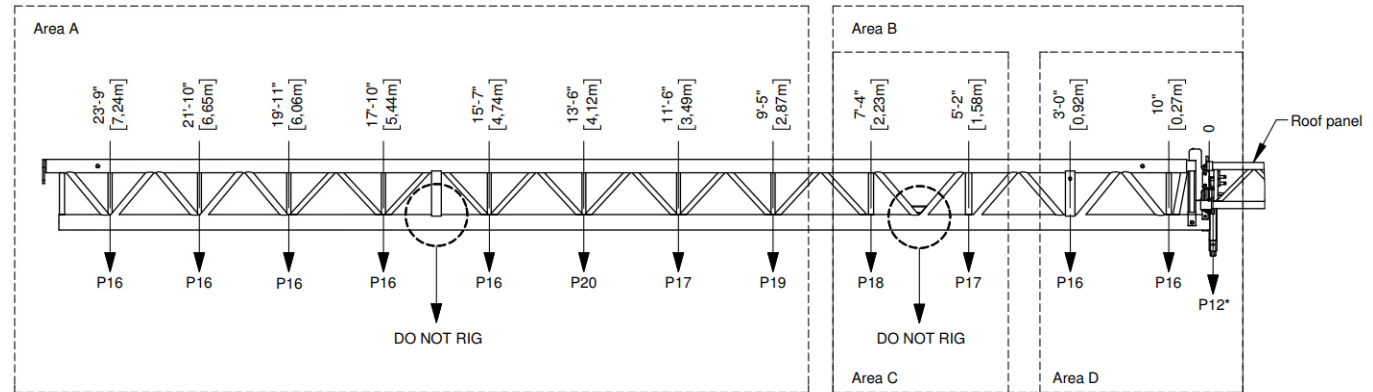 Area A
Area B
23'-9"
[7,24m]
21'-10"
[6,65m]
19'-11"
[6,06m]
17'-10"
[5,44m]
15'-7"
[4,74m]
13'-6"
[4,12m]
11'-6"
[3,49m]
9'-5"
[2,87m]
7'-4"
[2,23m]
5'-2"
[1,58m]
3'-0"
[0,92m]
10"
[0,27m]
0
Roof panel
P16
P16
P16
P16
P16
P20
P17
P19
P18
P17
P16
P16
P12*
DO NOT RIG
DO NOT RIG
Area C
Area D